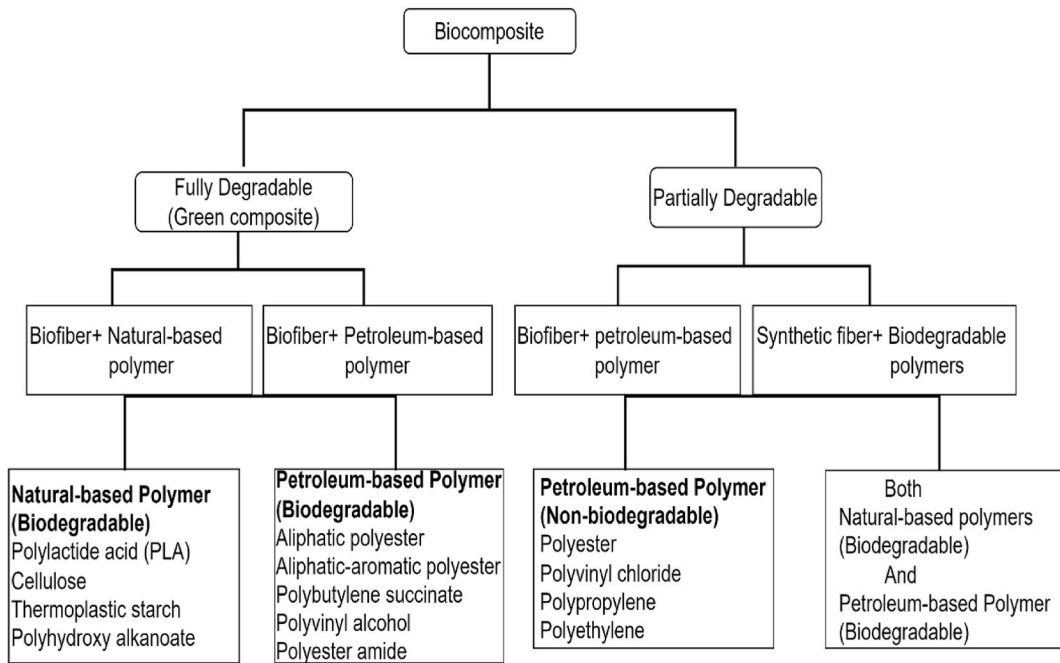 Biocomposite
Fully Degradable
(Green composite)
Partially Degradable
Biofiber+ Natural-based
polymer
Biofiber+ Petroleum-based
polymer
Biofiber+ petroleum-based
polymer
Synthetic fiber+ Biodegradable
polymers
Natural-based Polymer
(Biodegradable)
Polylactide acid (PLA)
Cellulose
Thermoplastic starch
Polyhydroxy alkanoate
Petroleum-based Polymer
(Biodegradable)
Aliphatic polyester
Aliphatic-aromatic polyester
Polybutylene succinate
Polyvinyl alcohol
Polyester amide
Petroleum-based Polymer
(Non-biodegradable)
Polyester
Polyvinyl chloride
Polypropylene
Polyethylene
Both
Natural-based polymers
(Biodegradable)
And
Petroleum-based Polymer
(Biodegradable)